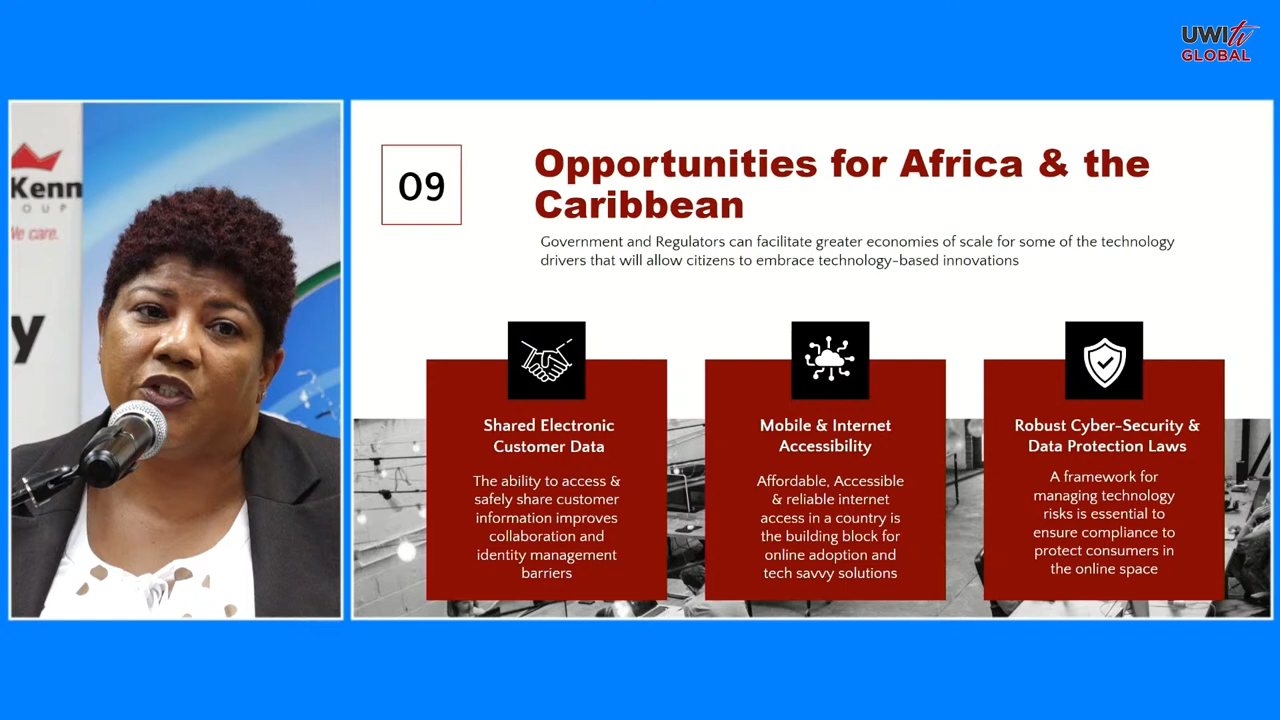 UWItv
GLOBAL
Kenn
OUP
We care.
y
09
Opportunities for Africa & the
Caribbean
Government and Regulators can facilitate greater economies of scale for some of the technology
drivers that will allow citizens to embrace technology-based innovations
Shared Electronic
Customer Data
The ability to access &
safely share customer
information improves
collaboration and
identity management
barriers
Mobile & Internet
Accessibility
Affordable, Accessible
& reliable internet
access in a country is
the building block for
online adoption and
tech savvy solutions
Robust Cyber-Security &
Data Protection Laws
A framework for
managing technology
risks is essential to
ensure compliance to
protect consumers in
the online space